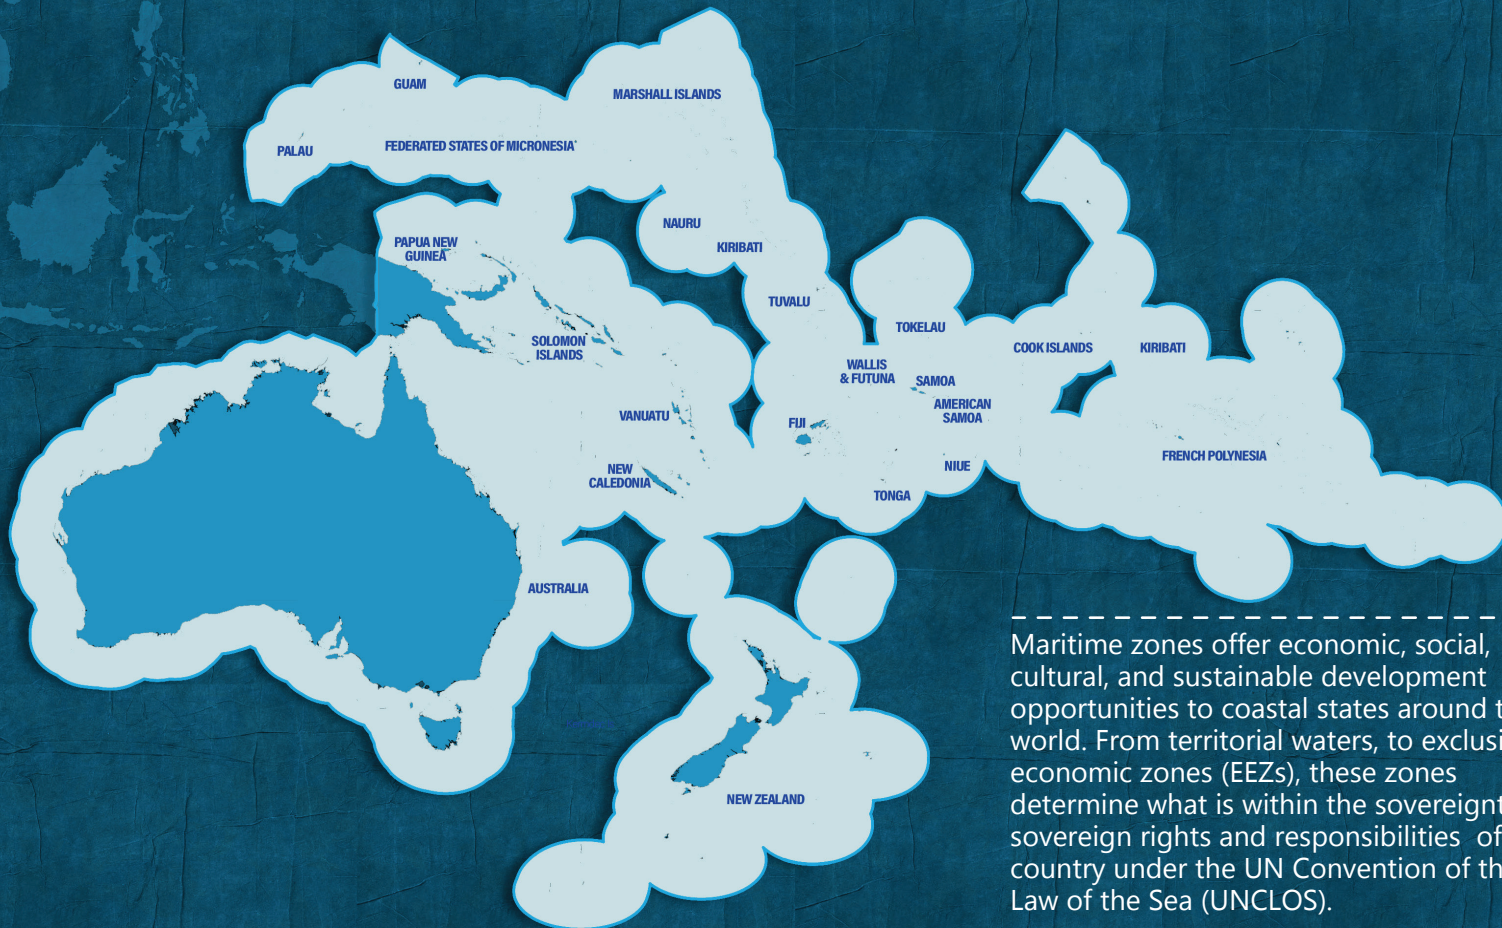 GUAM
MARSHALL ISLANDS
PALAU
FEDERATED STATES OF MICRONESIA*
NAURU
PAPUA NEW
GUINEA
KIRIBATI
TUVALU
TOKELAU
SOLOMON
ISLANDS
COOK ISLANDS
KIRIBATI
WALLIS
& FUTUNA
SAMOA
AMERICAN
SAMOA
VANUATU
FIJI
FRENCH POLYNESIA
NIUE
NEW
CALEDONIA
TONGA
AUSTRALIA
NEW ZEALAND
Maritime zones offer economic, social,
cultural, and sustainable development
opportunities to coastal states around t
world. From territorial waters, to exclusi
economic zones (EEZs), these zones
determine what is within the sovereignt
sovereign rights and responsibilities of
country under the UN Convention of th
Law of the Sea (UNCLOS).